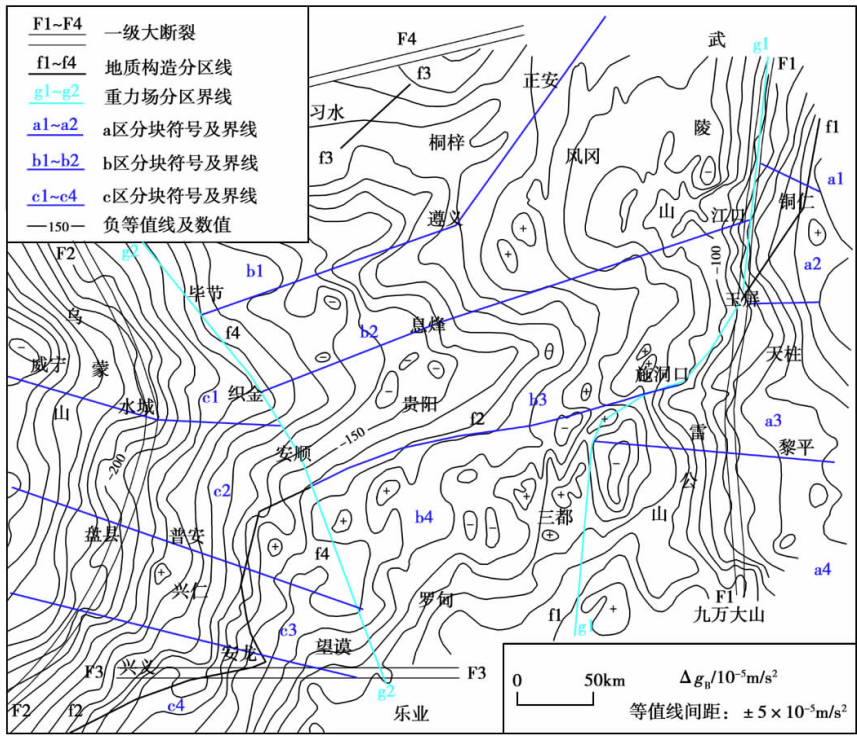 F1~F4 一级大断裂
f1~f4 地质构造分区线
g1~g2 重力场分区界线
a1~a2 a区分块符号及界线
b1~b2 b区分块符号及界线
c1~c4 c区分块符号及界线
—150— 负等值线及数值
F4
f3
f3
习水
桐梓
正安
武
g1
F1
f1
陵
凤冈
山
江口
铜仁
a1
a2
遵义
-100
玉屏
g2
F2
b1
毕节
f4
b2
息烽
乌
蒙
山
威宁
水城
c1
织金
贵阳
b3
施洞口
天柱
f2
-150
安顺
雷
公
山
a3
黎平
-200
c2
b4
三都
盘县
普安
f4
兴仁
罗甸
f1
g1
F1
九万大山
a4
c3
望谟
安龙
F3
兴义
F3
g2
F2
f2
c4
乐业
0 50km
Δ gB/10⁻⁵m/s²
等值线间距：±5×10⁻⁵m/s²